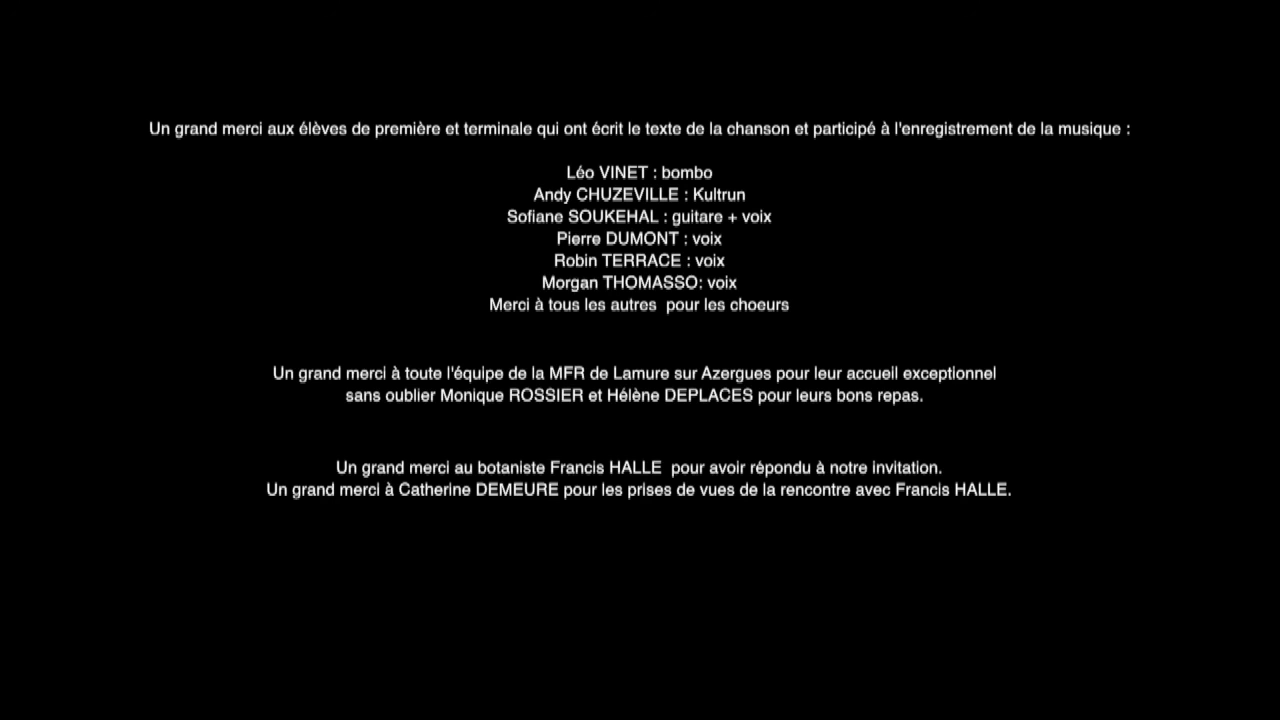 Un grand merci aux élèves de première et terminale qui ont écrit le texte de la chanson et participé à l'enregistrement de la musique :
Léo VINET : bombo
Andy CHUZEVILLE : Kultrun
Sofiane SOUKEHAL : guitare + voix
Pierre DUMONT : voix
Robin TERRACE : voix
Morgan THOMASSO: voix
Merci à tous les autres  pour les choeurs
Un grand merci à toute l'équipe de la MFR de Lamure sur Azergues pour leur accueil exceptionnel
sans oublier Monique ROSSIER et Hélène DEPLACES pour leurs bons repas.
Un grand merci au botaniste Francis HALLE  pour avoir répondu à notre invitation.
Un grand merci à Catherine DEMEURE pour les prises de vues de la rencontre avec Francis HALLE.